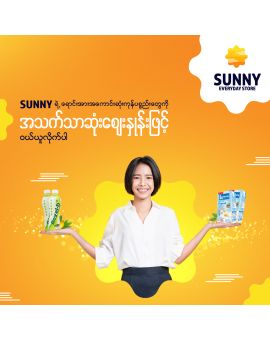 SUNNY
EVERYDAY STORE
SUNNY ရဲ့ ရောင်းအားအကောင်းဆုံးကုန်ပစ္စည်းတွေကို
အသက်သာဆုံးဈေးနှုန်းဖြင့်
ဝယ်ယူလိုက်ပါ